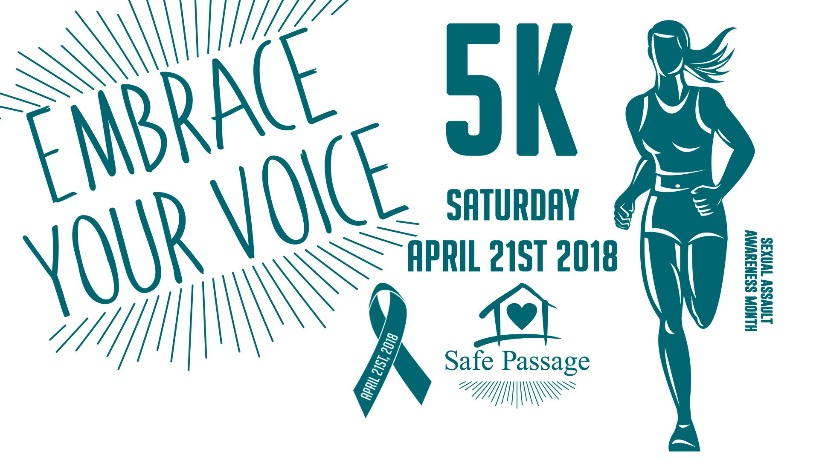 EMBRACE
YOUR VOICE
5K
SATURDAY
APRIL 21ST 2018
APRIL 21ST, 2018
Safe Passage
SEXUAL ASSAULT
AWARENESS MONTH